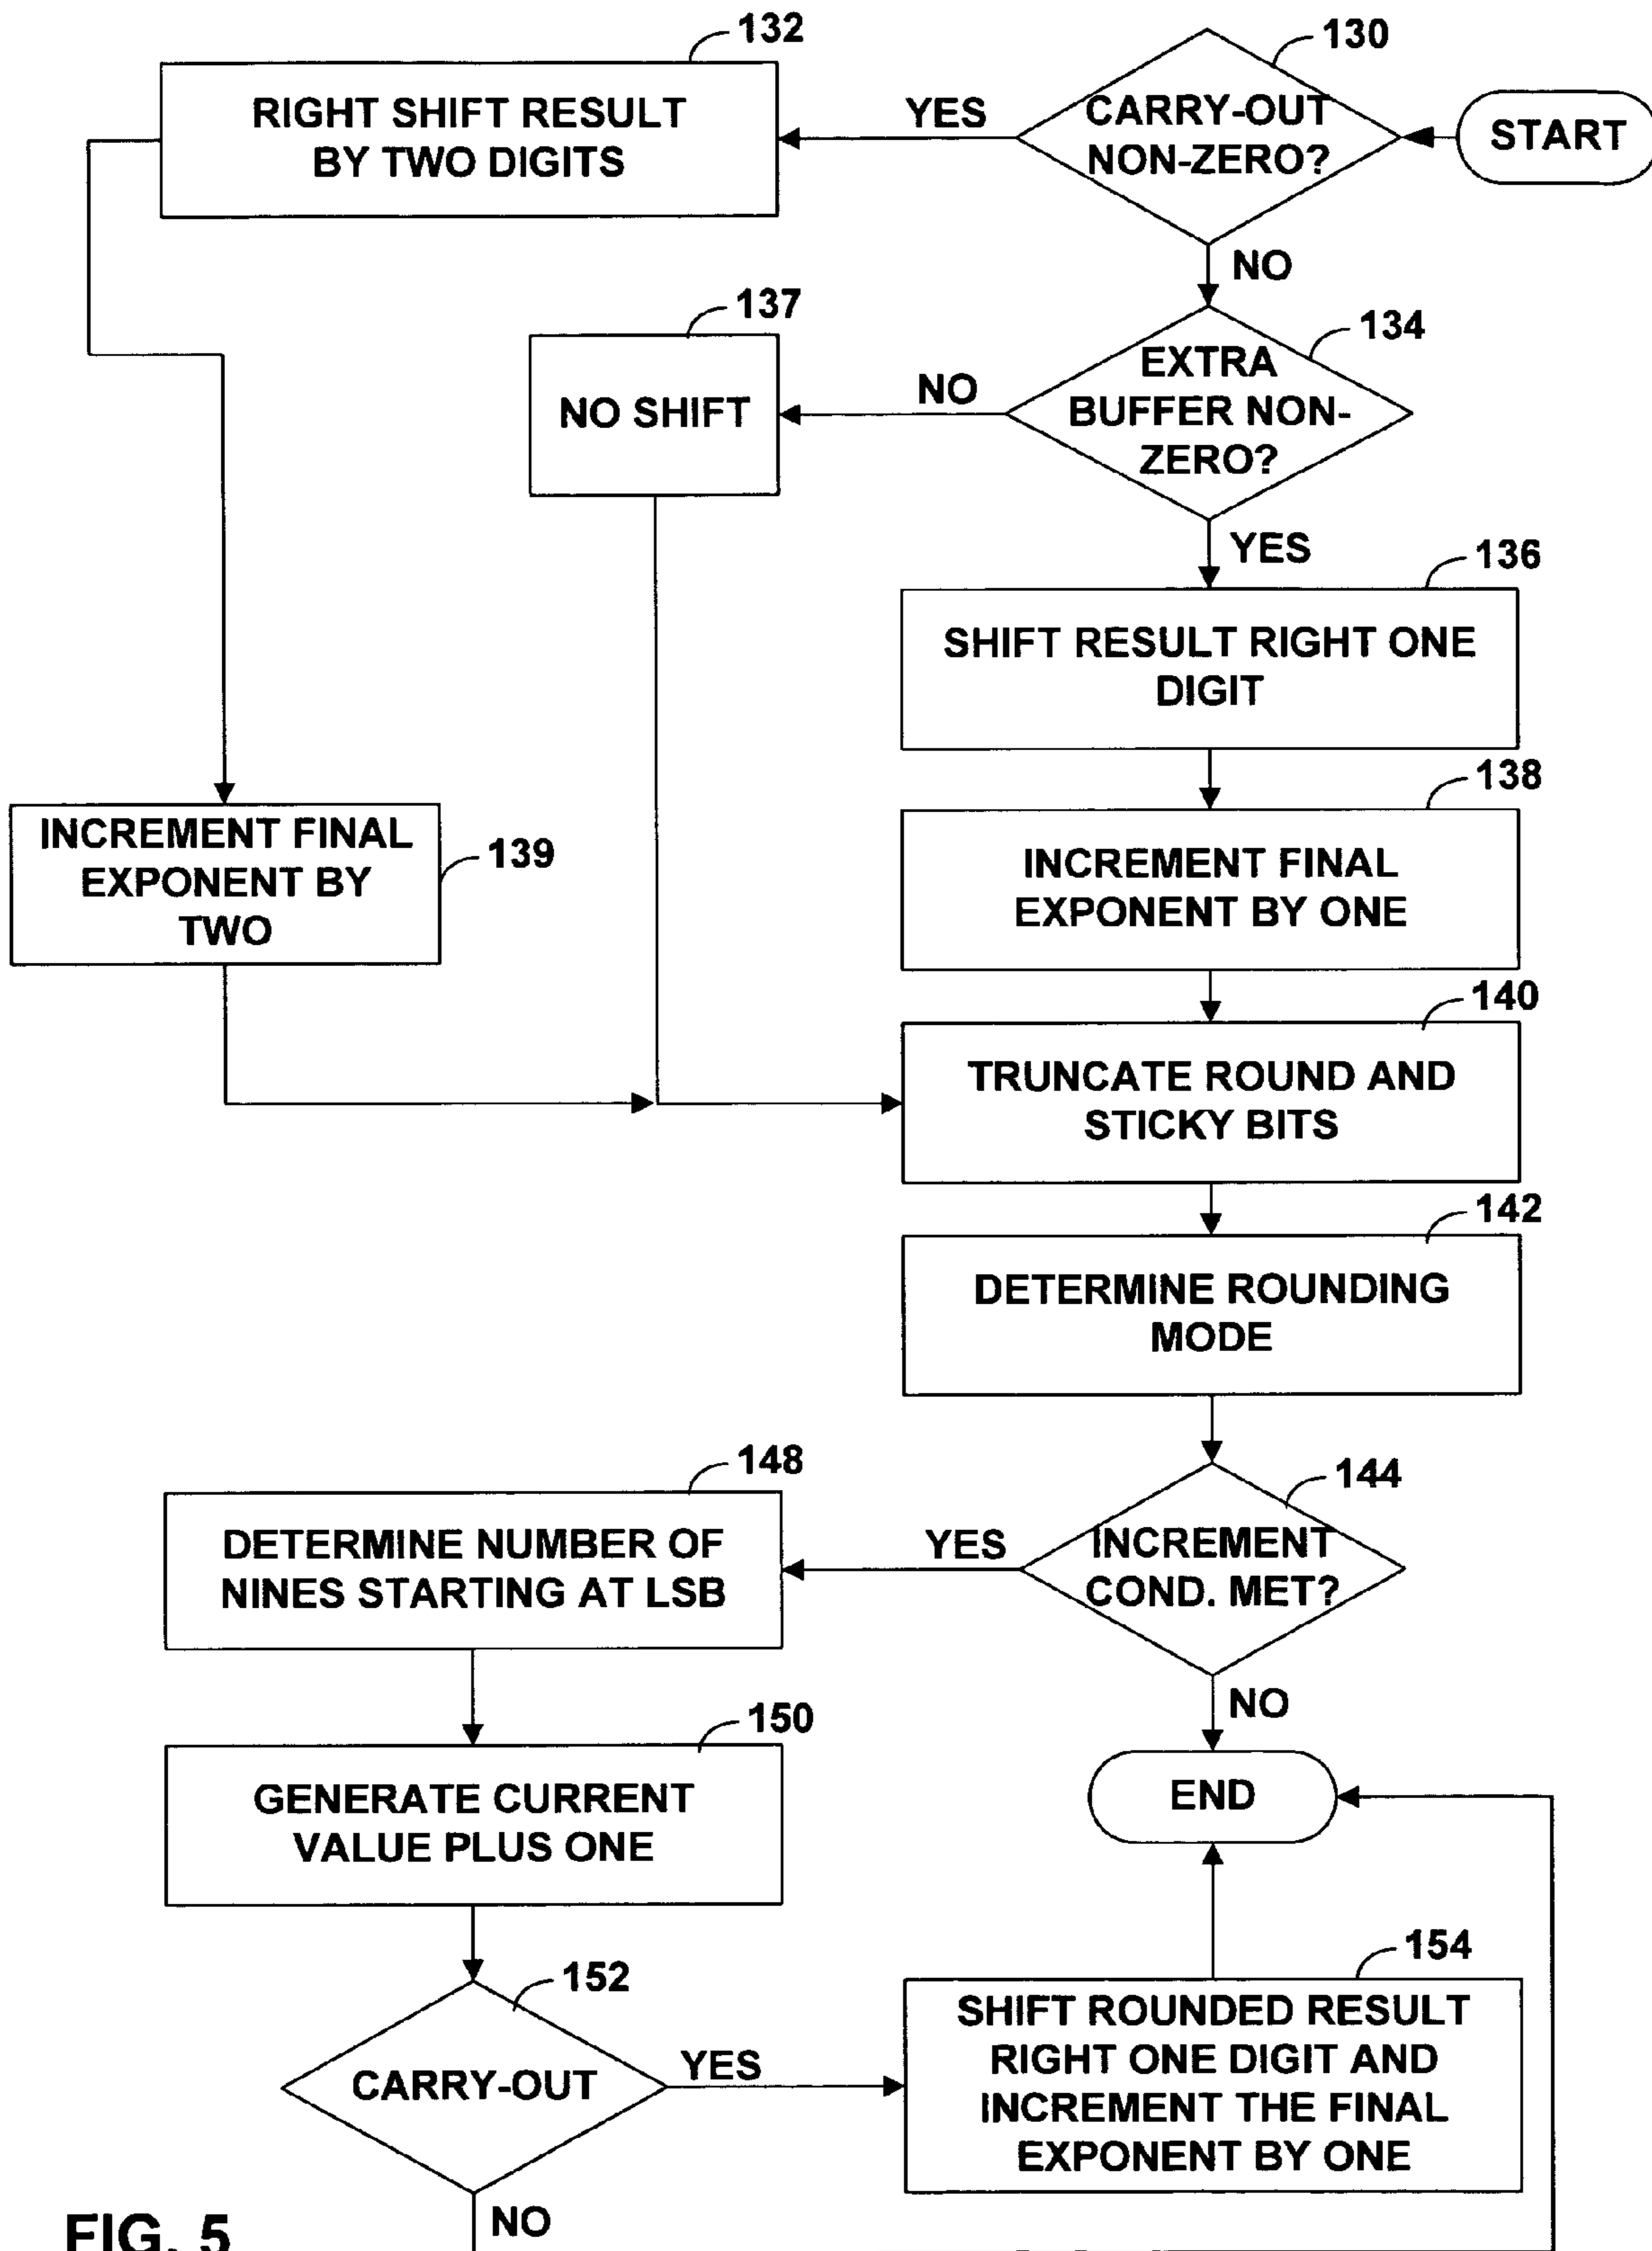 START
130
CARRY-OUT
NON-ZERO?
YES
132
RIGHT SHIFT RESULT
BY TWO DIGITS
NO
134
EXTRA
BUFFER NON-
ZERO?
NO
137
NO SHIFT
YES
136
SHIFT RESULT RIGHT ONE
DIGIT
138
INCREMENT FINAL
EXPONENT BY ONE
139
INCREMENT FINAL
EXPONENT BY
TWO
140
TRUNCATE ROUND AND
STICKY BITS
142
DETERMINE ROUNDING
MODE
144
INCREMENT
COND. MET?
YES
148
DETERMINE NUMBER OF
NINES STARTING AT LSB
NO
END
150
GENERATE CURRENT
VALUE PLUS ONE
152
CARRY-OUT
YES
154
SHIFT ROUNDED RESULT
RIGHT ONE DIGIT AND
INCREMENT THE FINAL
EXPONENT BY ONE
NO
FIG. 5